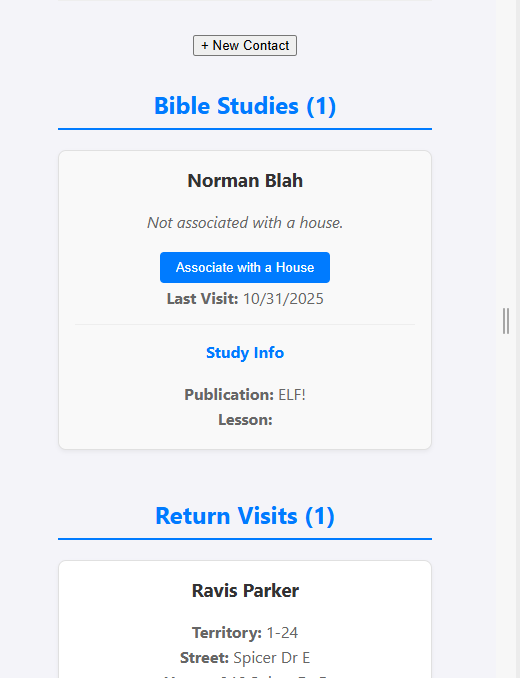 + New Contact
Bible Studies (1)
Norman Blah
Not associated with a house.
Associate with a House
Last Visit: 10/31/2025
Study Info
Publication: ELF!
Lesson:
Return Visits (1)
Ravis Parker
Territory: 1-24
Street: Spicer Dr E